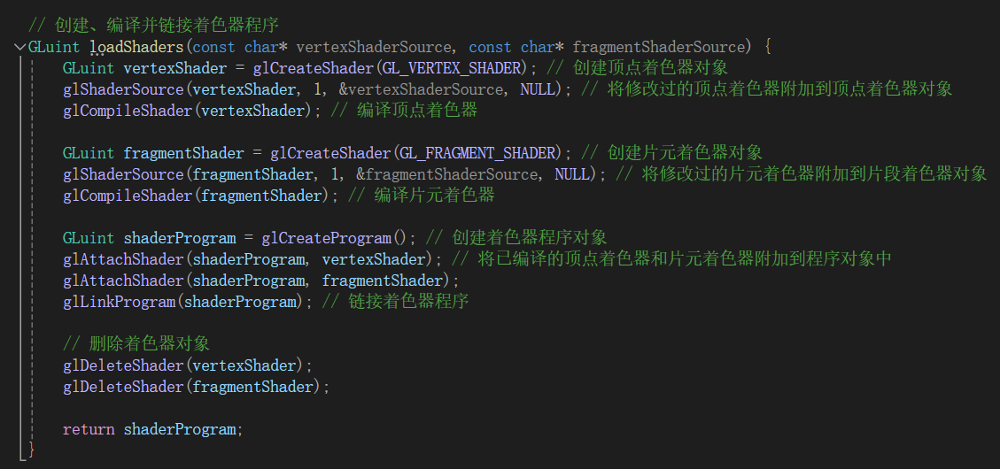 // 创建、编译并链接着色器程序
GLuint loadShaders(const char* vertexShaderSource, const char* fragmentShaderSource) {
GLuint vertexShader = glCreateShader(GL_VERTEX_SHADER); // 创建顶点着色器对象
glShaderSource(vertexShader, 1, &vertexShaderSource, NULL); // 将修改过的顶点着色器附加到顶点着色器对象
glCompileShader(vertexShader); // 编译顶点着色器
GLuint fragmentShader = glCreateShader(GL_FRAGMENT_SHADER); // 创建片元着色器对象
glShaderSource(fragmentShader, 1, &fragmentShaderSource, NULL); // 将修改过的片元着色器附加到片段着色器对象
glCompileShader(fragmentShader); // 编译片元着色器
GLuint shaderProgram = glCreateProgram(); // 创建着色器程序对象
glAttachShader(shaderProgram, vertexShader); // 将已编译的顶点着色器和片元着色器附加到程序对象中
glAttachShader(shaderProgram, fragmentShader);
glLinkProgram(shaderProgram); // 链接着色器程序
// 删除着色器对象
glDeleteShader(vertexShader);
glDeleteShader(fragmentShader);
return shaderProgram;
}